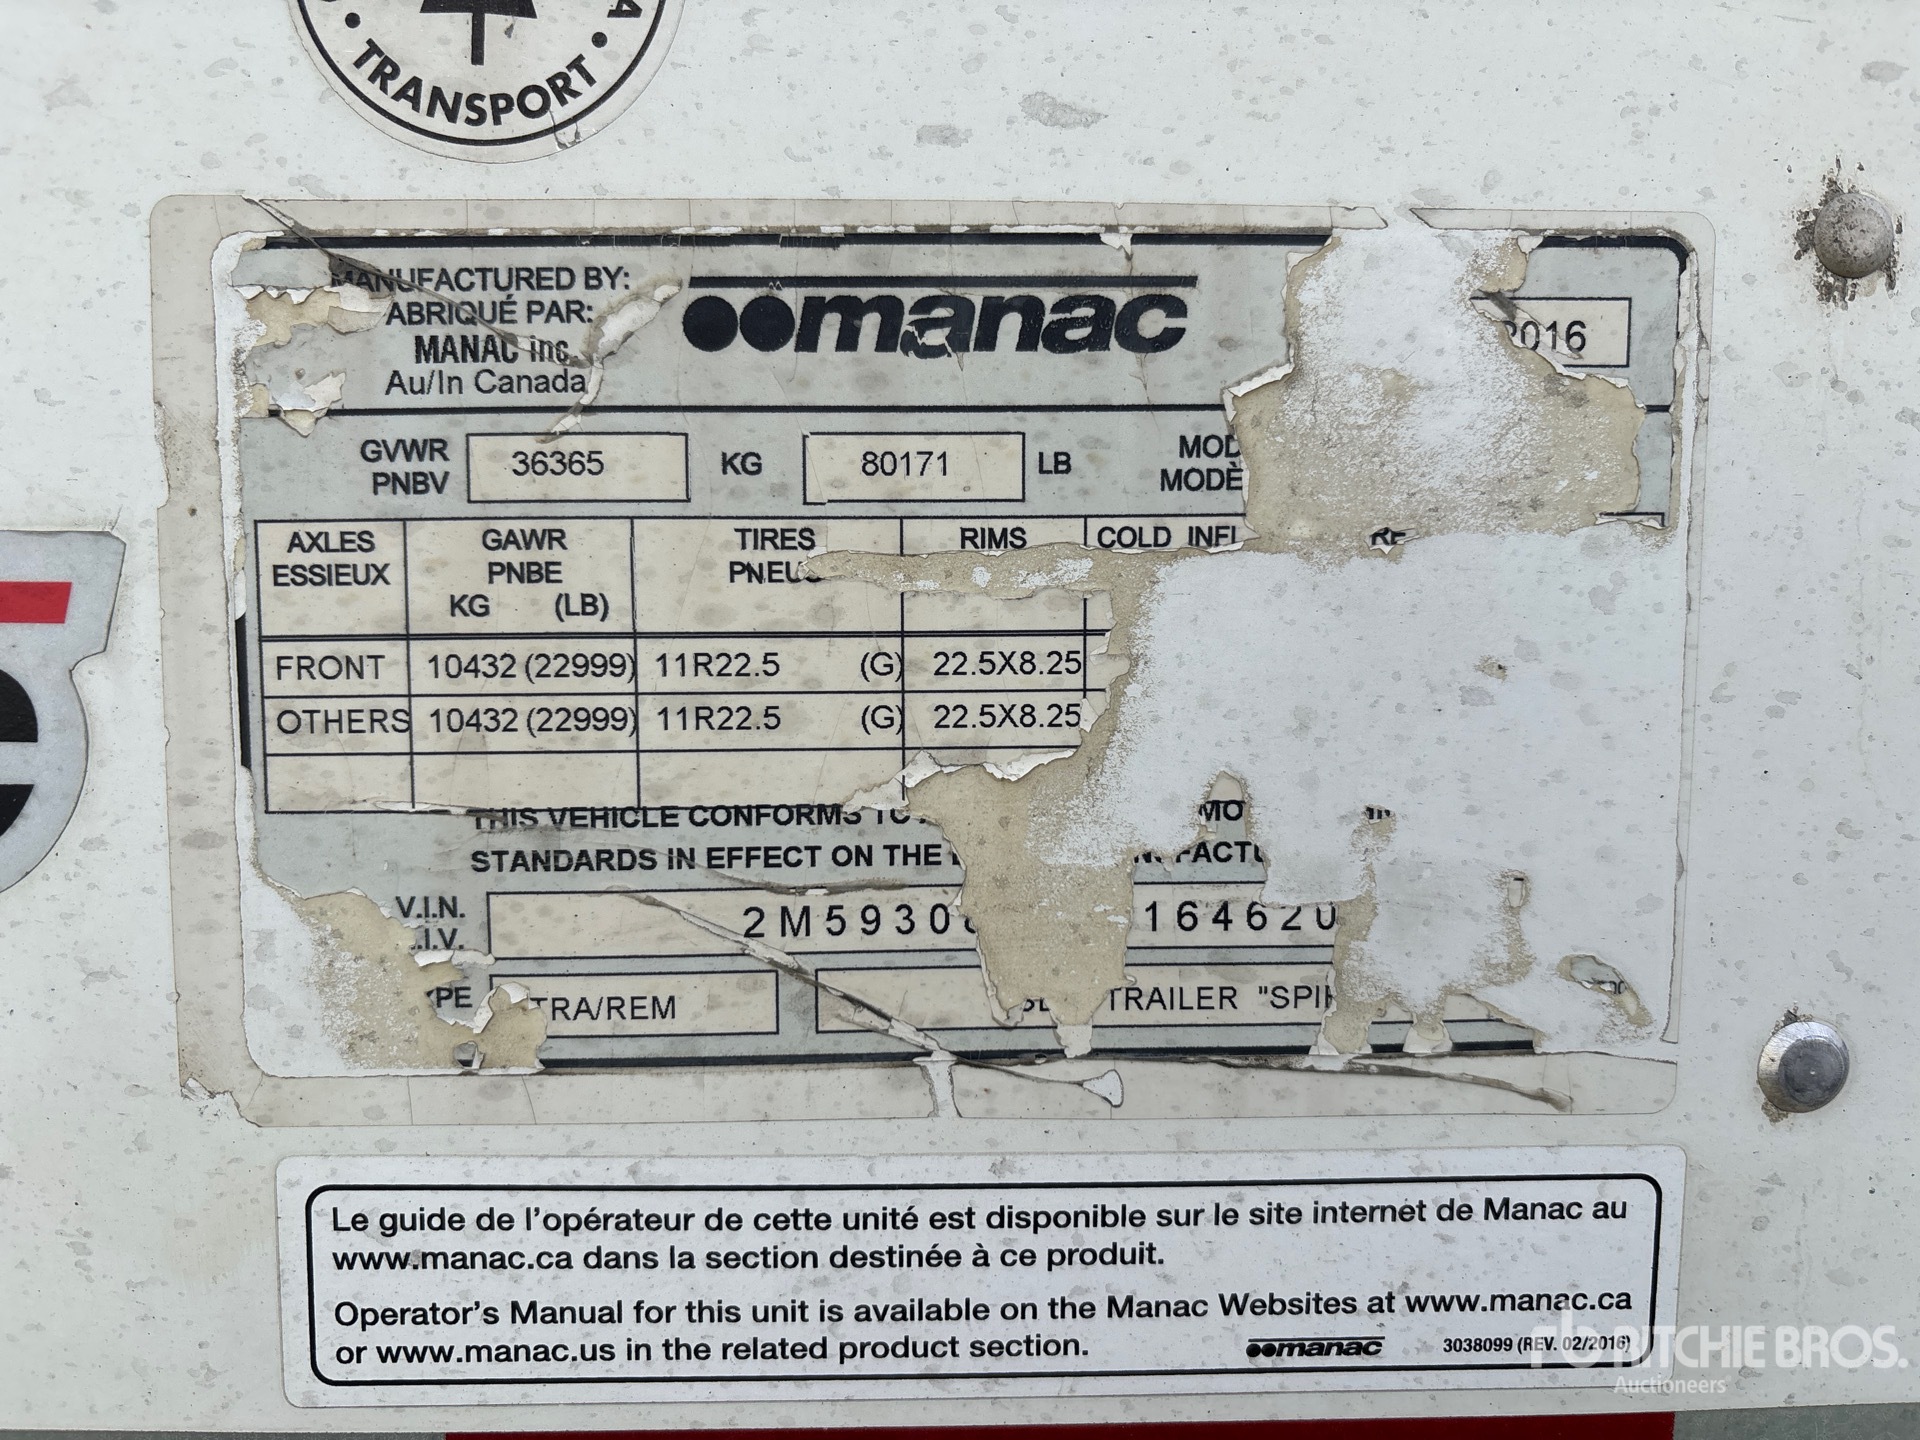 TRANSPORT
MANUFACTURED BY:
ABRIQUÉ PAR:
MANAC inc.
Au/In Canada
manac
2016
GVWR
PNBV
36365
KG
80171
LB
MOD
MODÈ
AXLES
ESSIEUX
GAWR
PNBE
KG (LB)
TIRES
PNEUS
RIMS
COLD INFL
FRONT 10432 (22999) 11R22.5 (G) 22.5X8.25
OTHERS 10432 (22999) 11R22.5 (G) 22.5X8.25
THIS VEHICLE CONFORMS TO
STANDARDS IN EFFECT ON THE
V.I.N.
.I.V.
2M5930 164620
PE
TRA/REM
TRAILER "SPI
Le guide de l'opérateur de cette unité est disponible sur le site internet de Manac au
www.manac.ca dans la section destinée à ce produit.
Operator's Manual for this unit is available on the Manac Websites at www.manac.ca
or www.manac.us in the related product section.
manac
3038099 (REV. 02/2016)
rb RITCHIE BROS.
Auctioneers